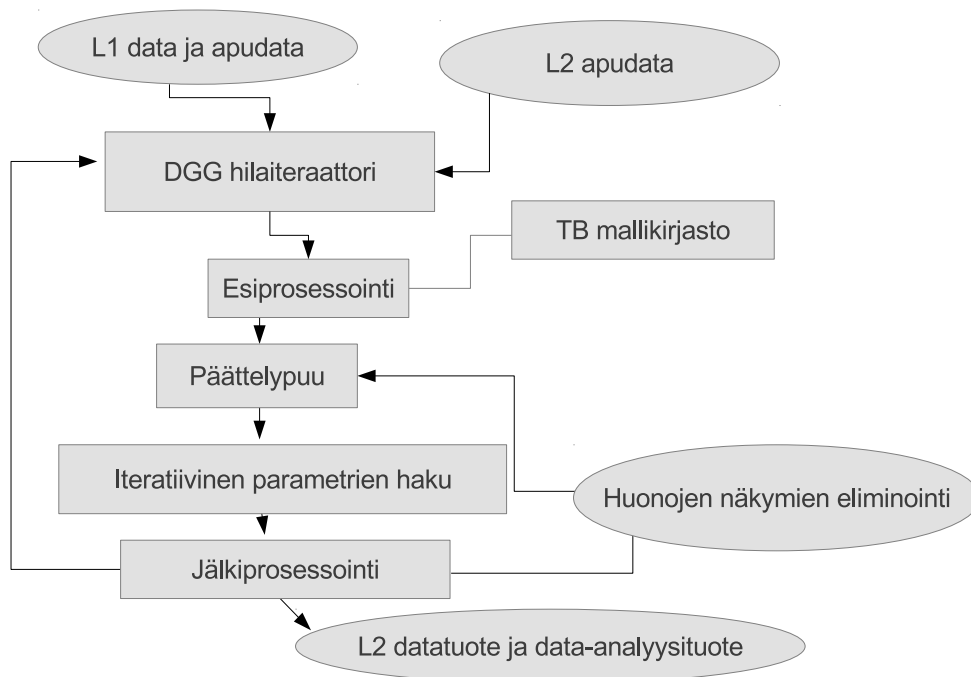 L1 data ja apudata
L2 apudata
DGG hilaiteraattori
TB mallikirjasto
Esiprosessointi
Päättelypuu
Iteratiivinen parametrien haku
Huonojen näkymien eliminointi
Jälkiprosessointi
L2 datatuote ja data-analyysituote